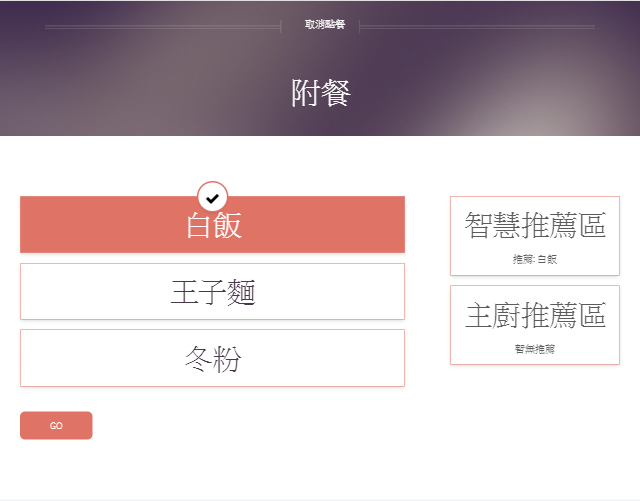 取消點餐
附餐
白飯
王子麵
冬粉
GO
智慧推薦區
推薦: 白飯
主廚推薦區
暫無推薦